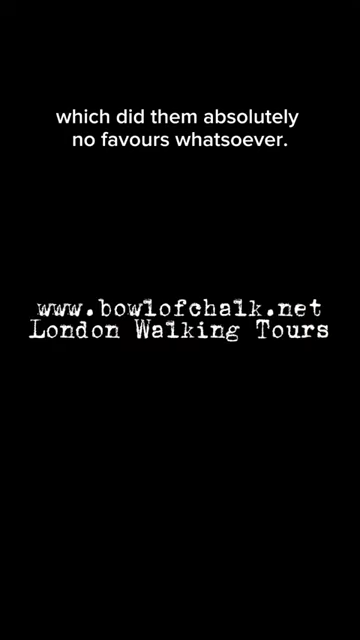 which did them absolutely
no favours whatsoever.
www.bowlofchalk.net
London Walking Tours